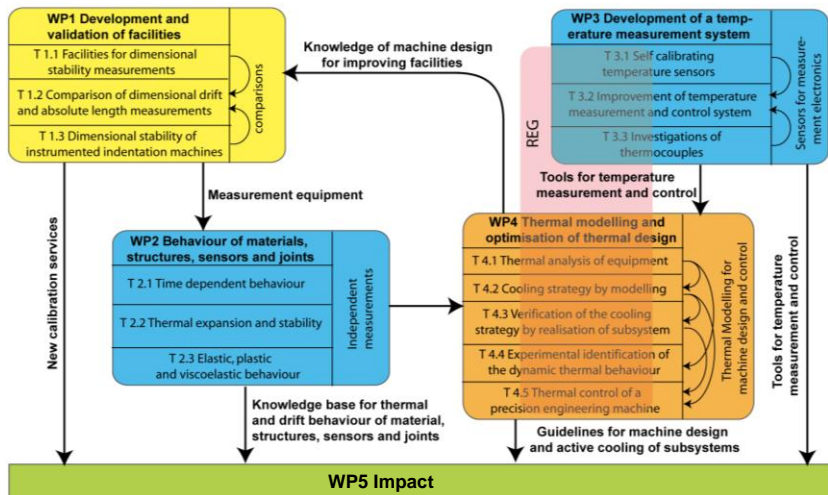 WP1 Development and
validation of facilities
T 1.1 Facilities for dimensional
stability measurements
T 1.2 Comparison of dimensional drift
and absolute length measurements
T 1.3 Dimensional stability of
instrumented indentation machines
comparisons
Knowledge of machine design
for improving facilities
WP3 Development of a temp-
erature measurement system
T 3.1 Self calibrating
temperature sensors
T 3.2 Improvement of temperature
measurement and control system
T 3.3 Investigations of
thermocouples
Sensors for measure-
ment electronics
REG
Measurement equipment
Tools for temperature
measurement and control
New calibration services
WP2 Behaviour of materials,
structures, sensors and joints
T 2.1 Time dependent behaviour
T 2.2 Thermal expansion and stability
T 2.3 Elastic, plastic
and viscoelastic behaviour
Independent
measurements
WP4 Thermal modelling and
optimisation of thermal design
T 4.1 Thermal analysis of equipment
T 4.2 Cooling strategy by modelling
T 4.3 Verification of the cooling
strategy by realisation of subsystem
T 4.4 Experimental identification of
the dynamic thermal behaviour
T 4.5 Thermal control of a
precision engineering machine
Thermal Modelling for
machine design and control
Tools for temperature
measurement and control
Knowledge base for thermal
and drift behaviour of material,
structures, sensors and joints
Guidelines for machine design
and active cooling of subsystems
WP5 Impact